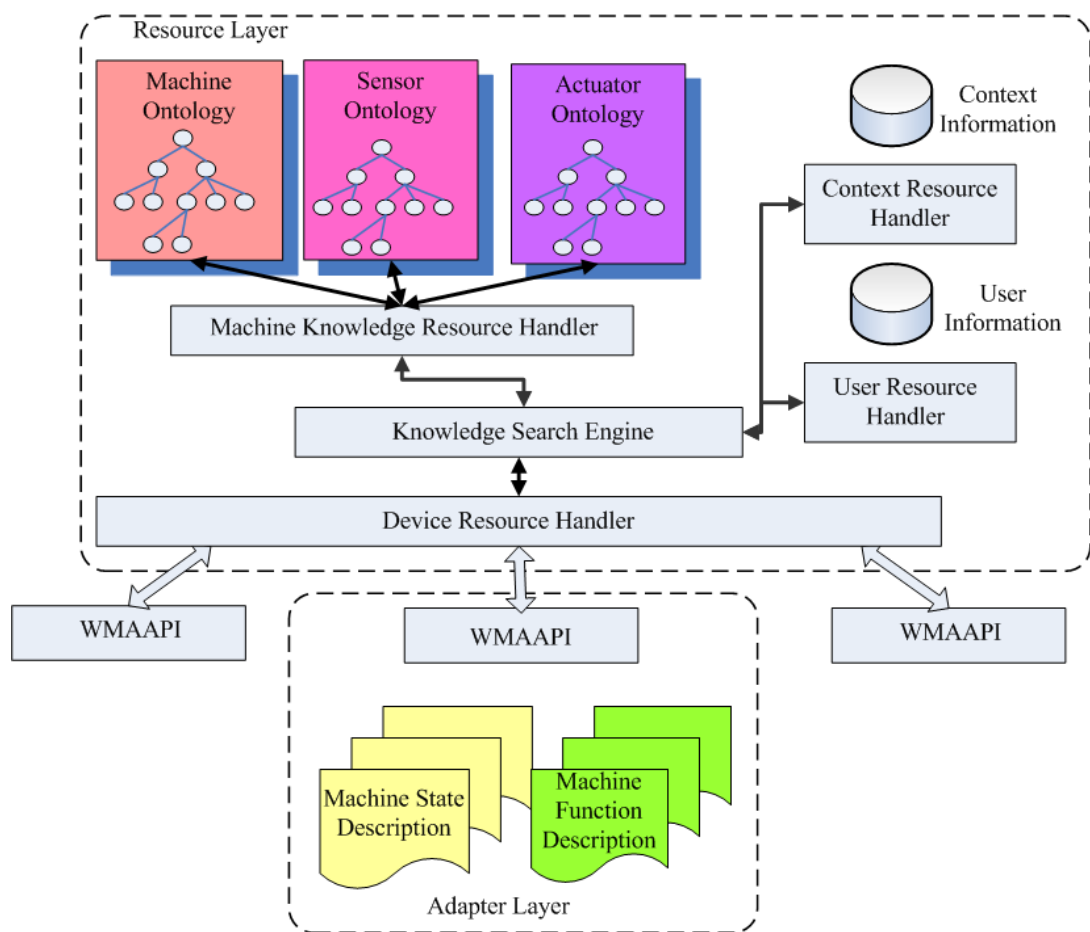 Resource Layer
Machine
Ontology
Sensor
Ontology
Actuator
Ontology
Context
Information
Context Resource
Handler
User
Information
Machine Knowledge Resource Handler
User Resource
Handler
Knowledge Search Engine
Device Resource Handler
WMAAPI
WMAAPI
WMAAPI
Machine State
Description
Machine
Function
Description
Adapter Layer